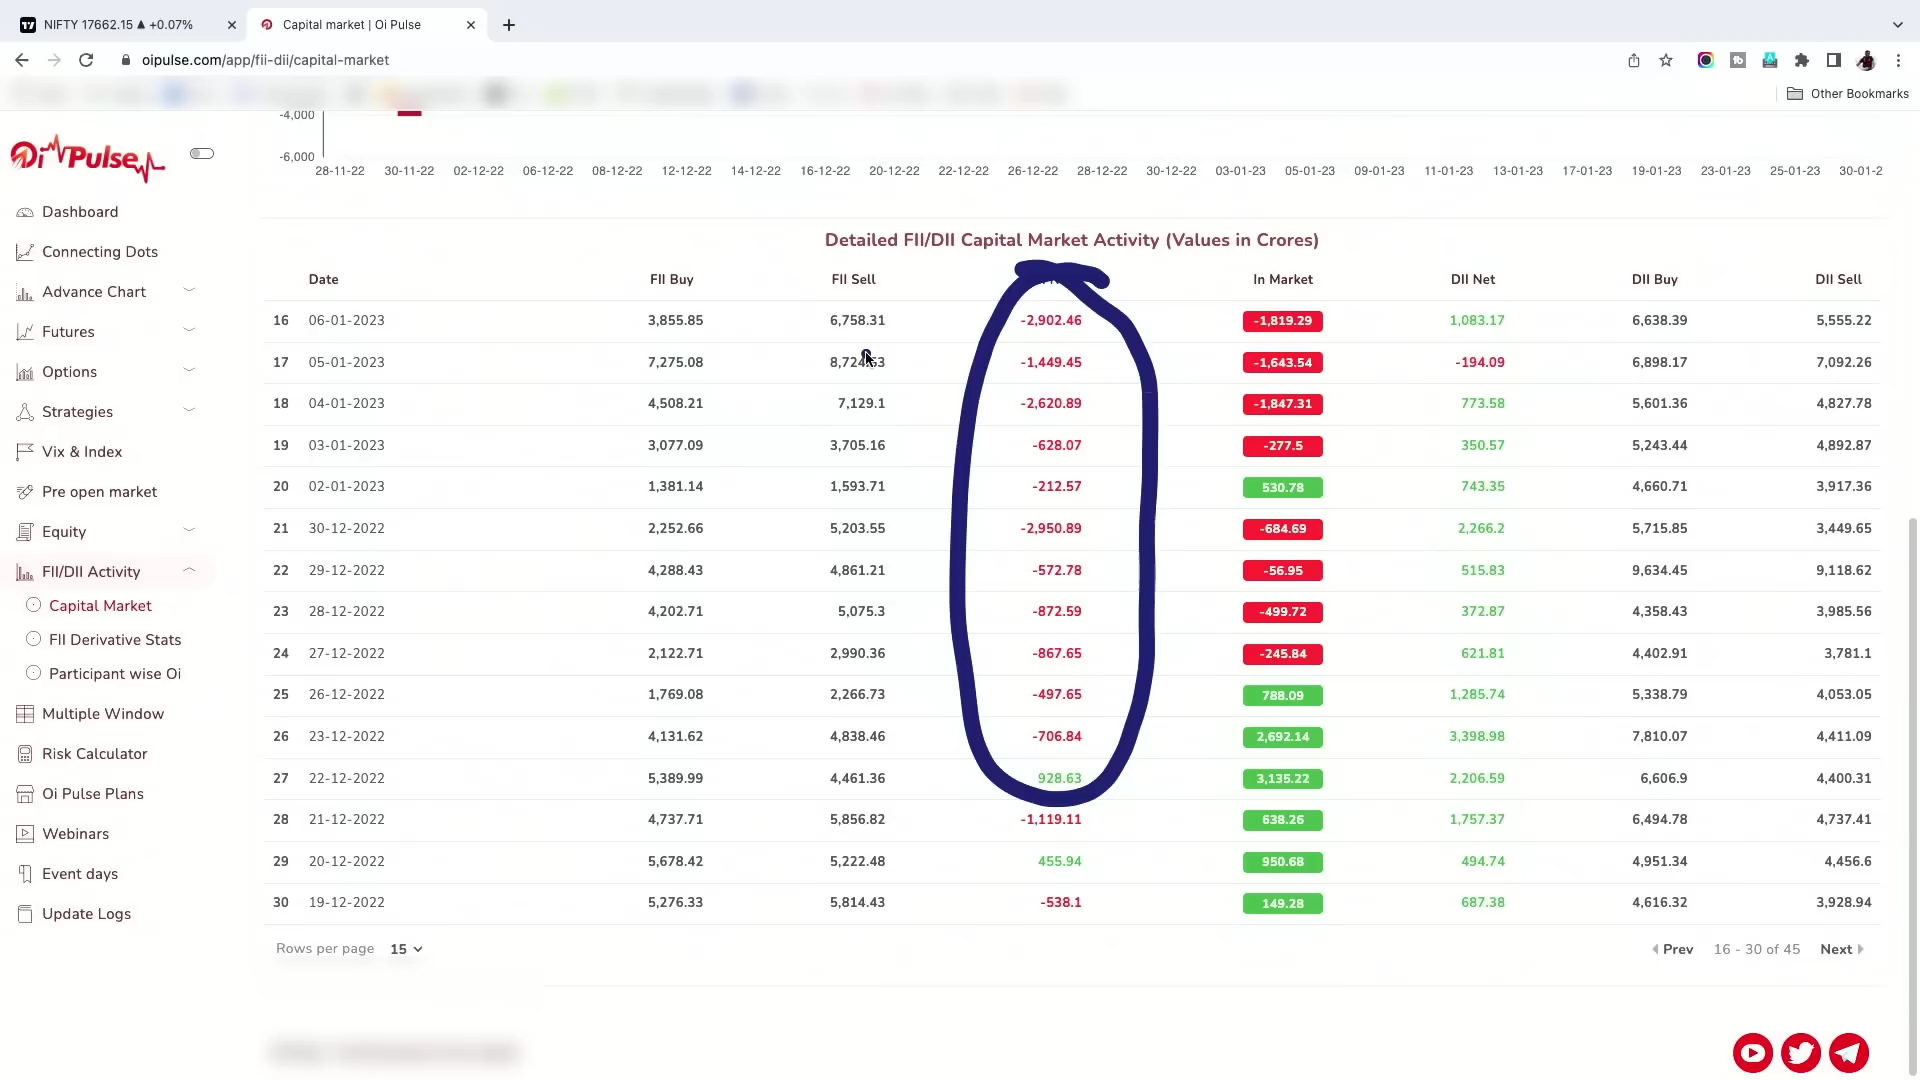 NIFTY 17662.15 ▲ +0.07%
Capital market | Oi Pulse
oipulse.com/app/fii-dii/capital-market
Other Bookmarks
Oi Pulse
Dashboard
Connecting Dots
Advance Chart
Futures
Options
Strategies
Vix & Index
Pre open market
Equity
FII/DII Activity
Capital Market
FII Derivative Stats
Participant wise Oi
Multiple Window
Risk Calculator
Oi Pulse Plans
Webinars
Event days
Update Logs
-4,000
-6,000
28-11-22 30-11-22 02-12-22 06-12-22 08-12-22 12-12-22 14-12-22 16-12-22 20-12-22 22-12-22 26-12-22 28-12-22 30-12-22 03-01-23 05-01-23 09-01-23 11-01-23 13-01-23 17-01-23 19-01-23 23-01-23 25-01-23 30-01-2
Detailed FII/DII Capital Market Activity (Values in Crores)
Date FII Buy FII Sell In Market DII Net DII Buy DII Sell
16 06-01-2023 3,855.85 6,758.31 -2,902.46 -1,819.29 1,083.17 6,638.39 5,555.22
17 05-01-2023 7,275.08 8,724.53 -1,449.45 -1,643.54 -194.09 6,898.17 7,092.26
18 04-01-2023 4,508.21 7,129.1 -2,620.89 -1,847.31 773.58 5,601.36 4,827.78
19 03-01-2023 3,077.09 3,705.16 -628.07 -277.5 350.57 5,243.44 4,892.87
20 02-01-2023 1,381.14 1,593.71 -212.57 530.78 743.35 4,660.71 3,917.36
21 30-12-2022 2,252.66 5,203.55 -2,950.89 -684.69 2,266.2 5,715.85 3,449.65
22 29-12-2022 4,288.43 4,861.21 -572.78 -56.95 515.83 9,634.45 9,118.62
23 28-12-2022 4,202.71 5,075.3 -872.59 -499.72 372.87 4,358.43 3,985.56
24 27-12-2022 2,122.71 2,990.36 -867.65 -245.84 621.81 4,402.91 3,781.1
25 26-12-2022 1,769.08 2,266.73 -497.65 788.09 1,285.74 5,338.79 4,053.05
26 23-12-2022 4,131.62 4,838.46 -706.84 2,692.14 3,398.98 7,810.07 4,411.09
27 22-12-2022 5,389.99 4,461.36 928.63 3,135.22 2,206.59 6,606.9 4,400.31
28 21-12-2022 4,737.71 5,856.82 -1,119.11 638.26 1,757.37 6,494.78 4,737.41
29 20-12-2022 5,678.42 5,222.48 455.94 950.68 494.74 4,951.34 4,456.6
30 19-12-2022 5,276.33 5,814.43 -538.1 149.28 687.38 4,616.32 3,928.94
Rows per page 15
Prev 16 - 30 of 45 Next